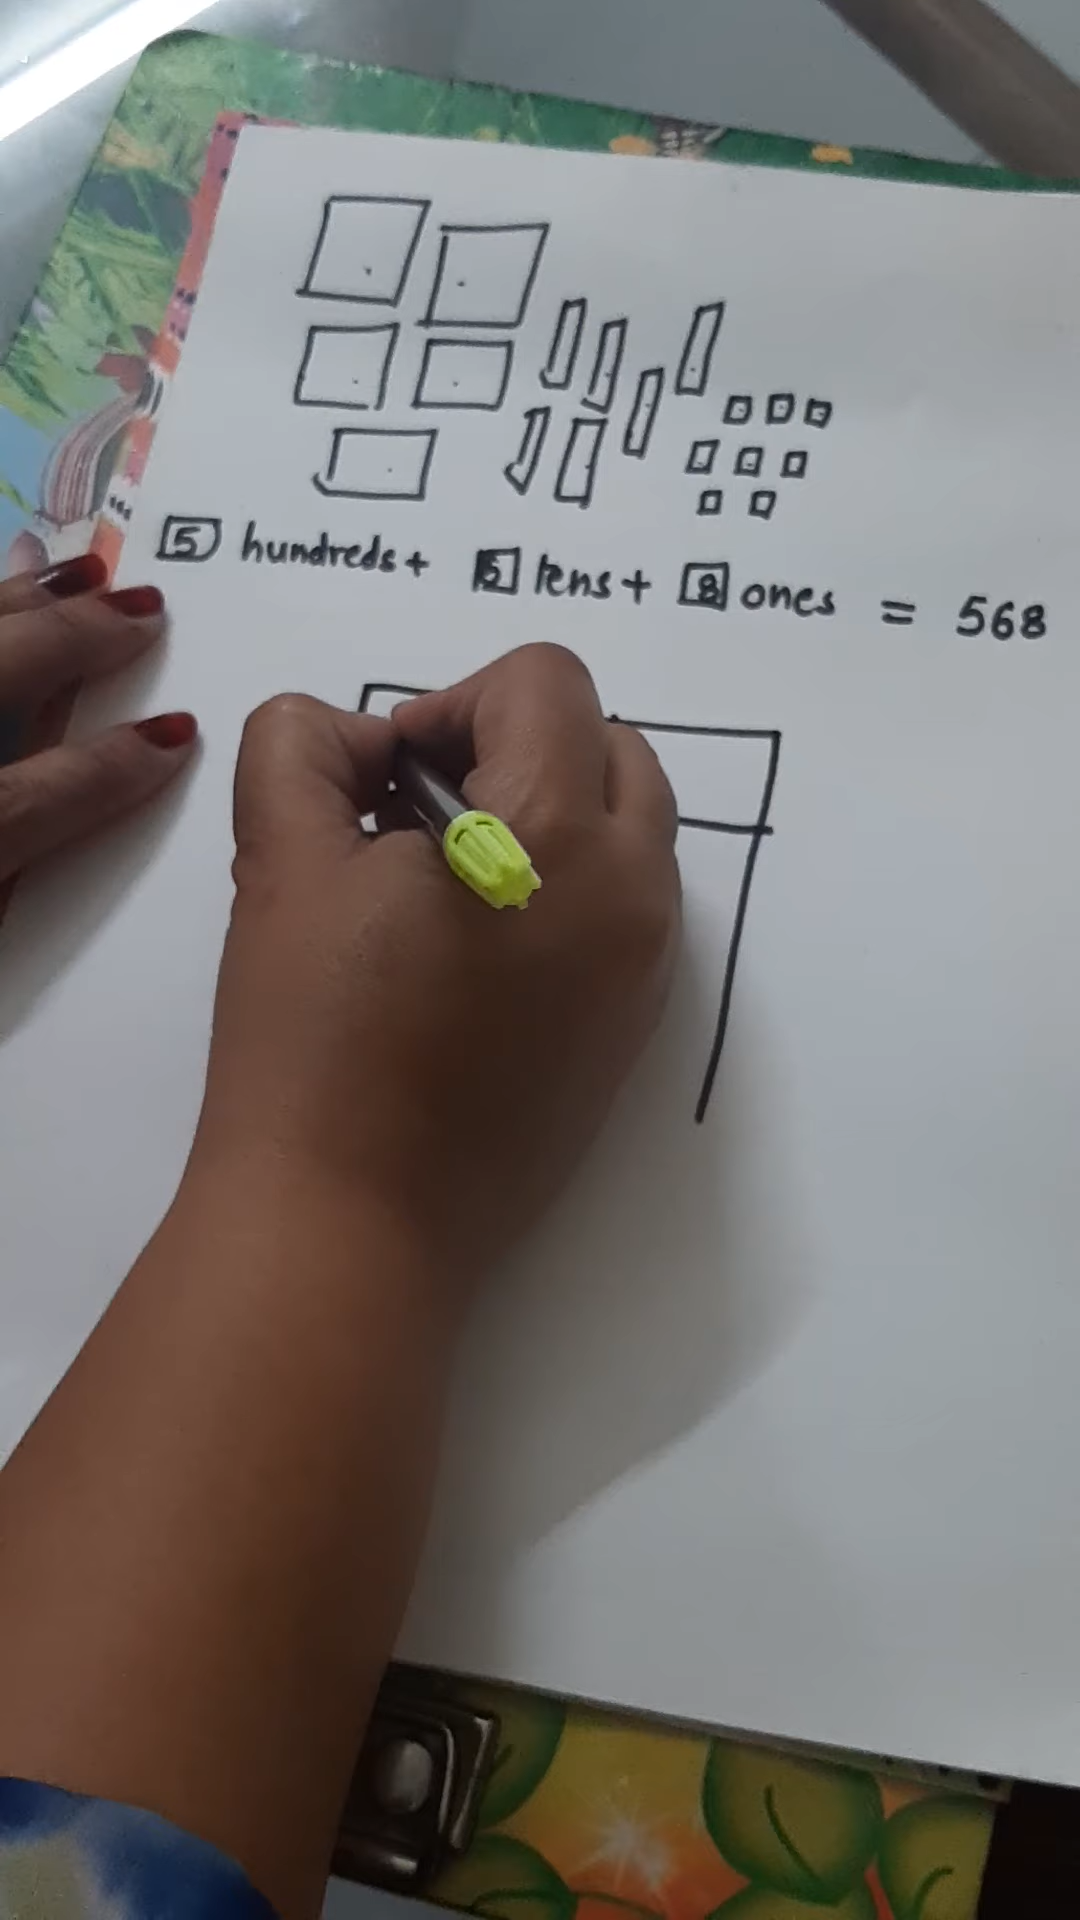 5 hundreds + 5 tens + 8 ones = 568